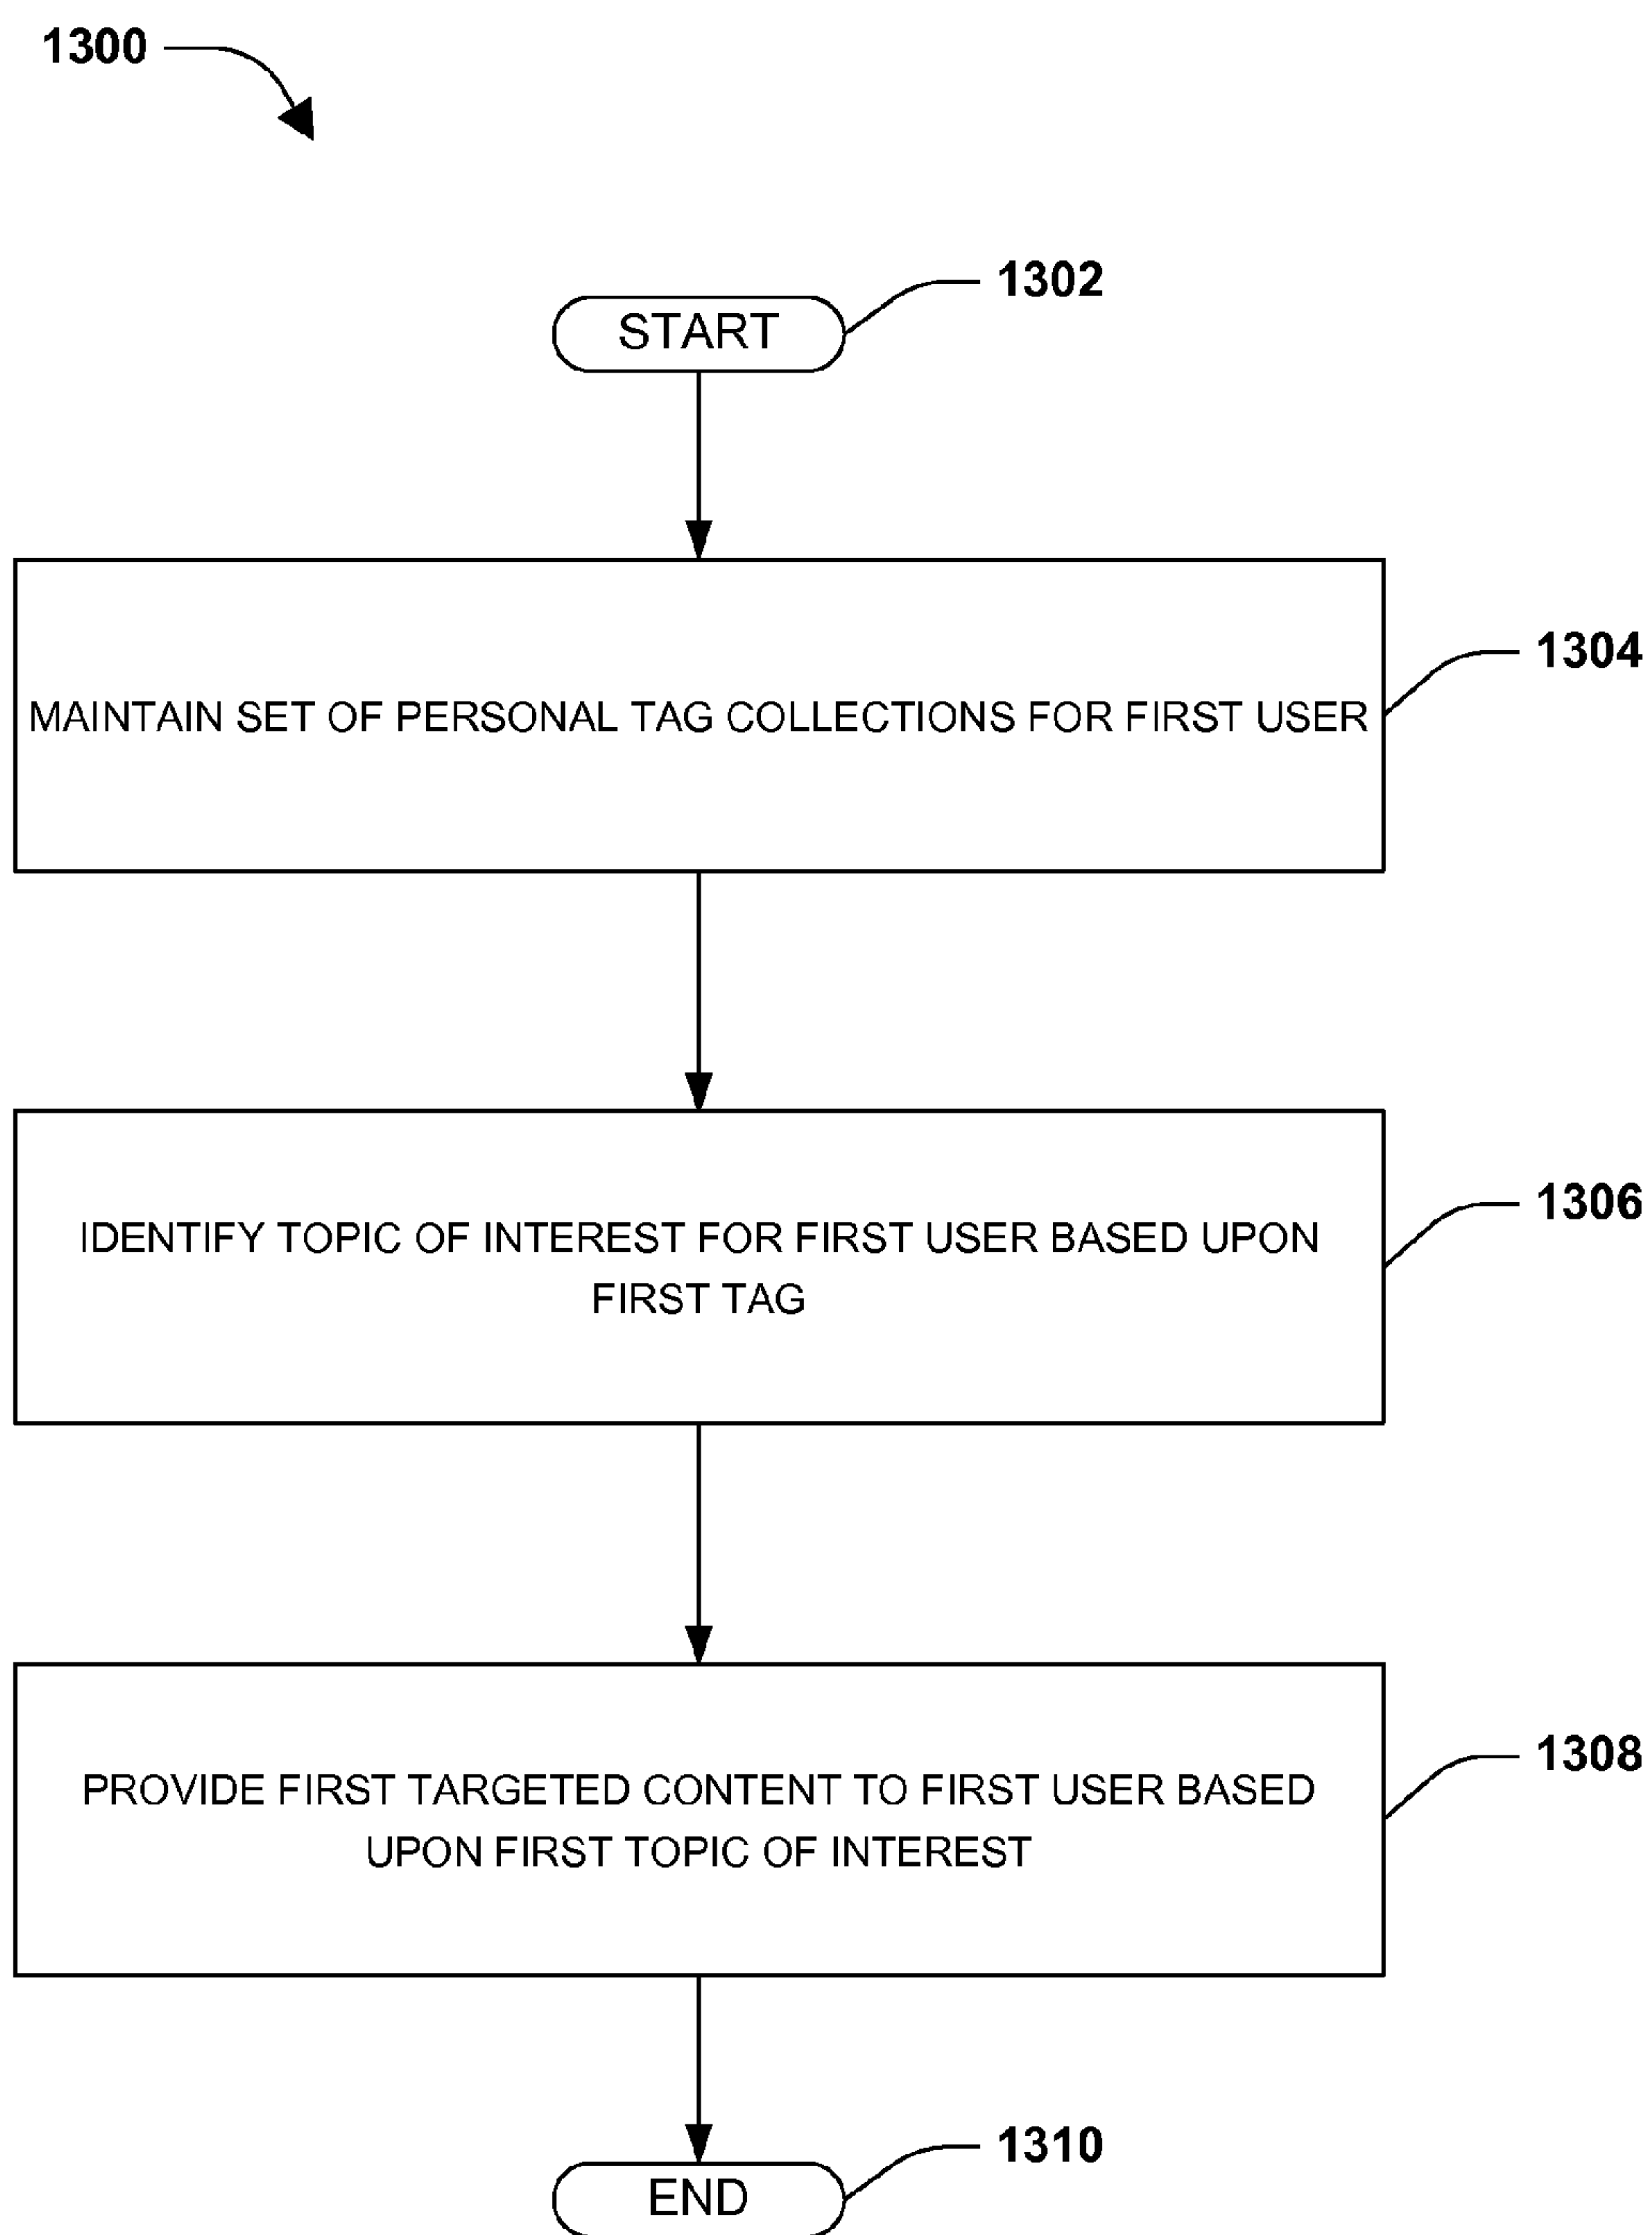 1300
1302
START
1304
MAINTAIN SET OF PERSONAL TAG COLLECTIONS FOR FIRST USER
1306
IDENTIFY TOPIC OF INTEREST FOR FIRST USER BASED UPON
FIRST TAG
1308
PROVIDE FIRST TARGETED CONTENT TO FIRST USER BASED
UPON FIRST TOPIC OF INTEREST
1310
END